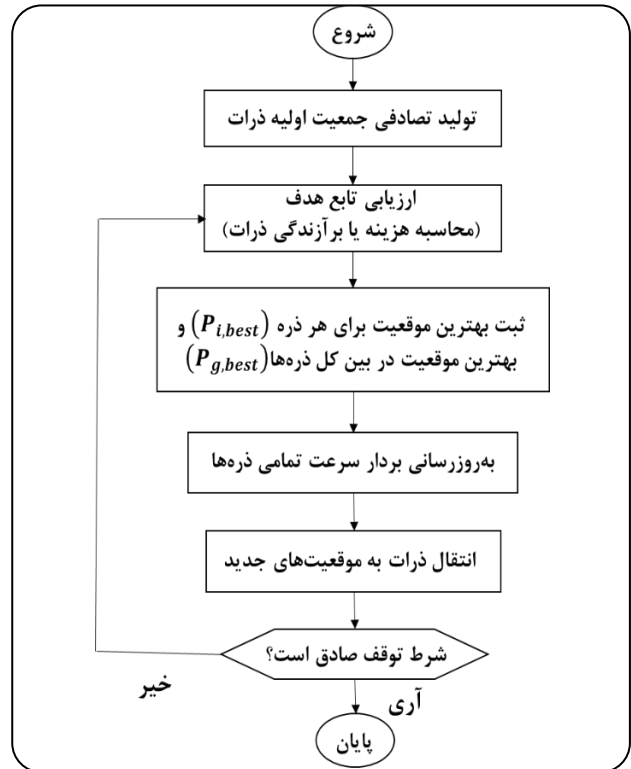 شروع
تولید تصادفی جمعیت اولیه ذرات
ارزیابی تابع هدف
(محاسبه هزینه یا برآزندگی ذرات)
ثبت بهترین موقعیت برای هر ذره (P_{i,best}) و
بهترین موقعیت در بین کل ذره‌ها(P_{g,best})
به‌روزرسانی بردار سرعت تمامی ذره‌ها
انتقال ذرات به موقعیت‌های جدید
شرط توقف صادق است؟
خیر
آری
پایان